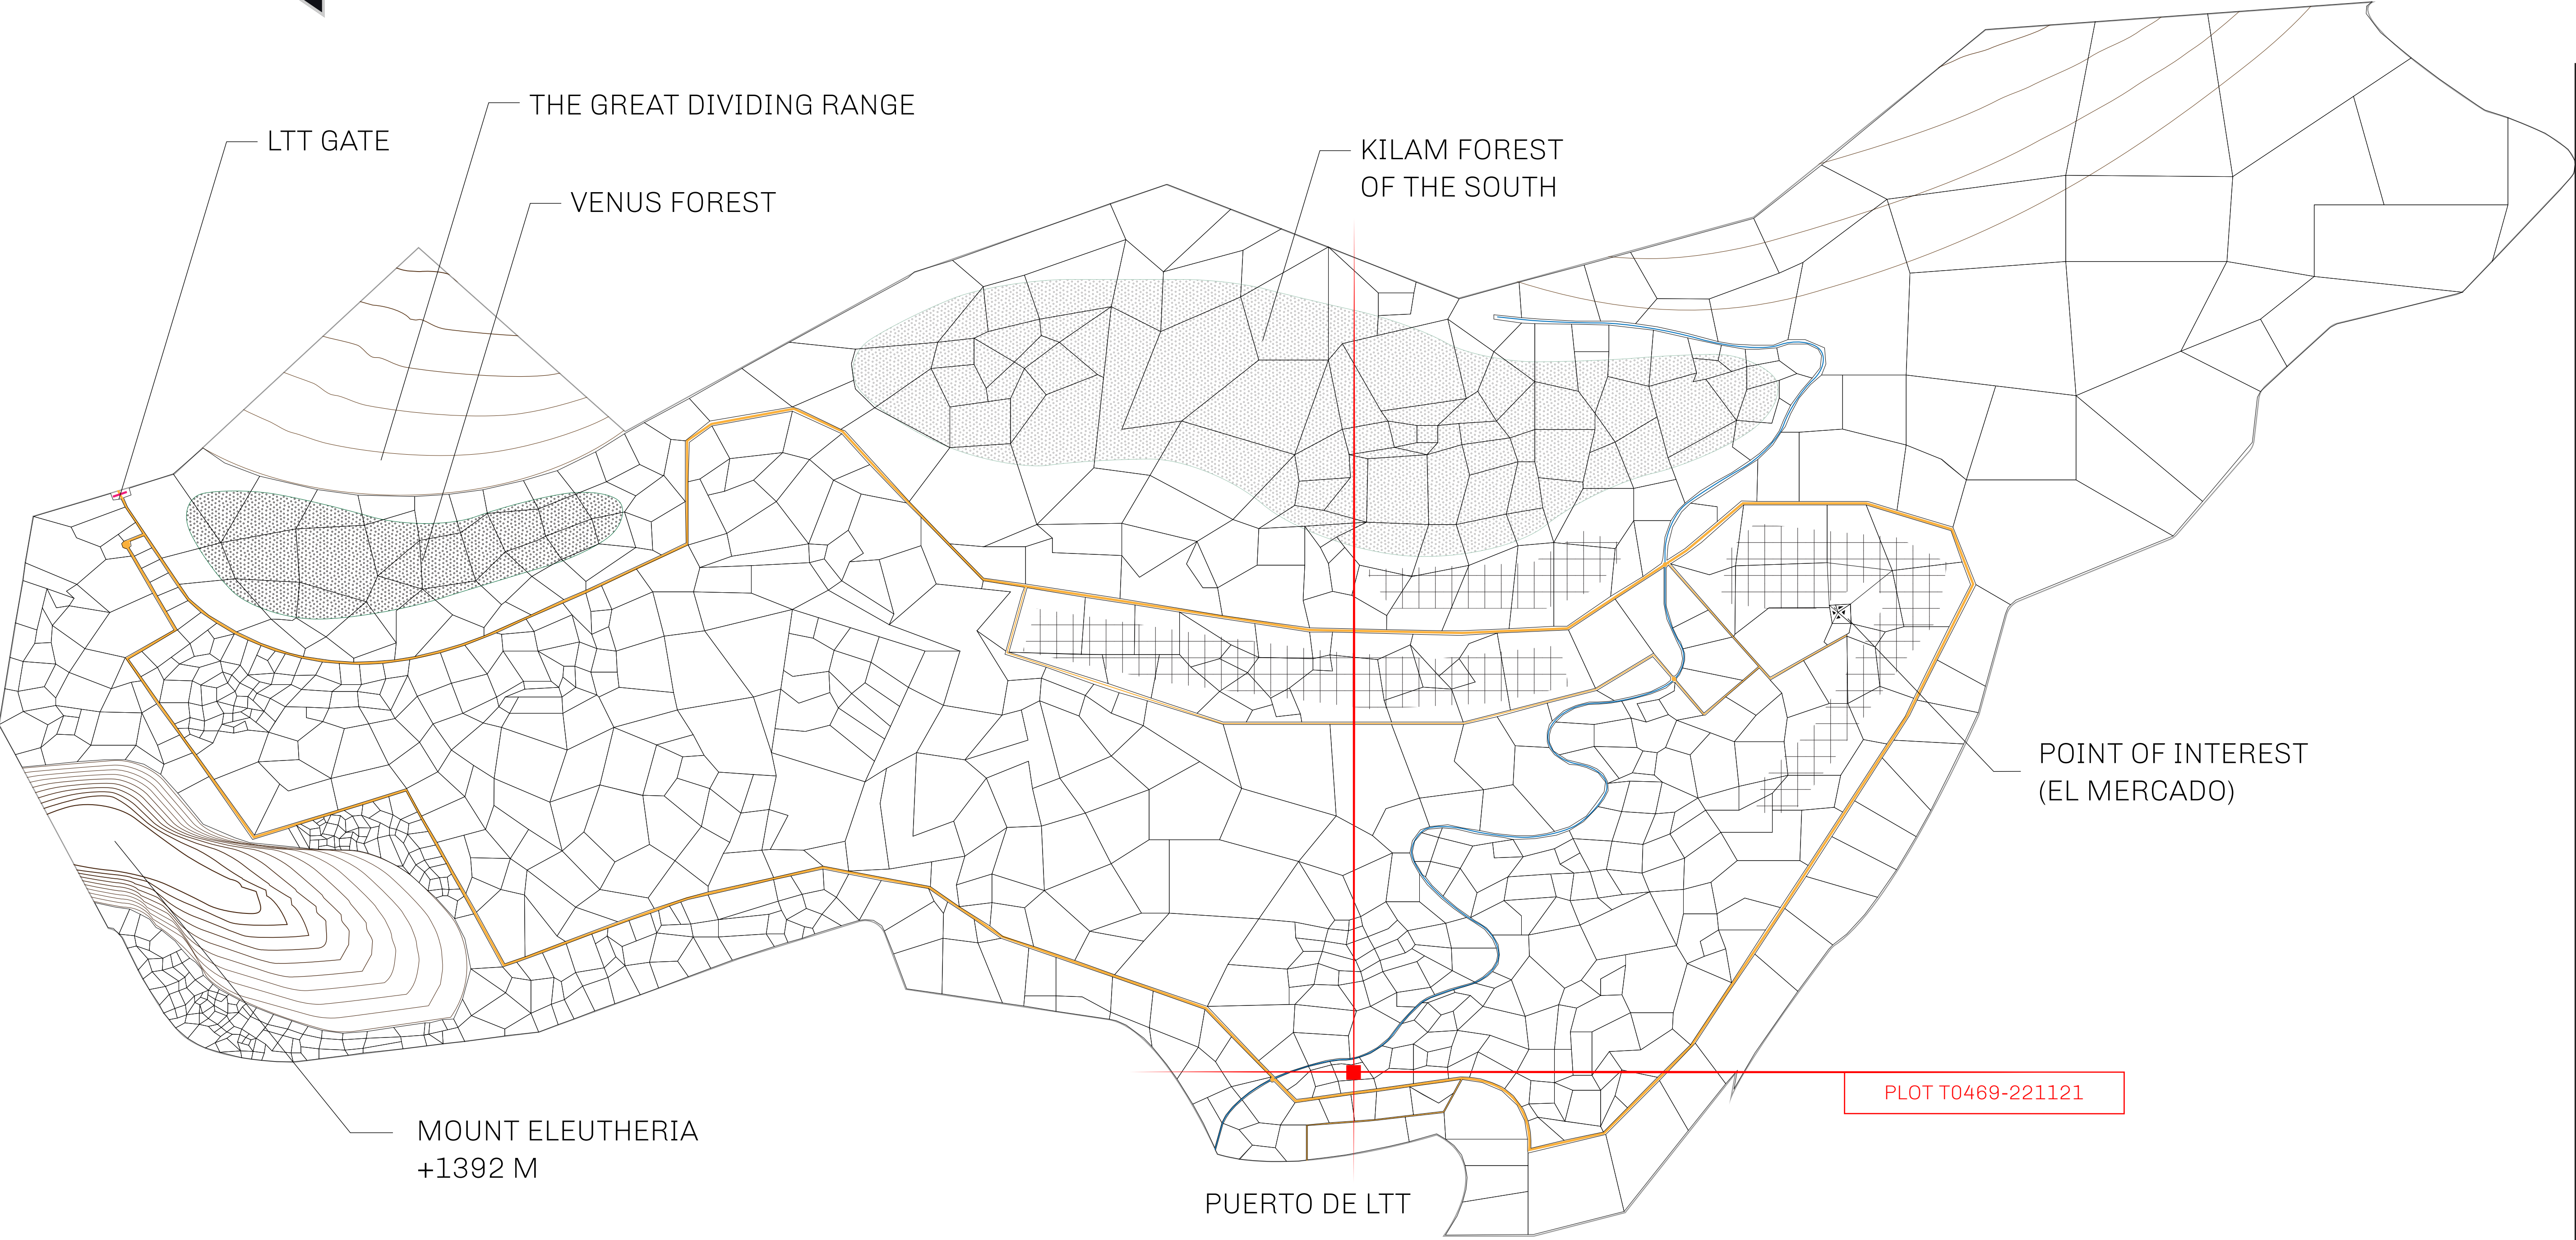 THE GREAT DIVIDING RANGE
LTT GATE
KILAM FOREST
OF THE SOUTH
VENUS FOREST
POINT OF INTEREST
(EL MERCADO)
PLOT T0469-221121
MOUNT ELEUTHERIA
+1392 M
PUERTO DE LTT